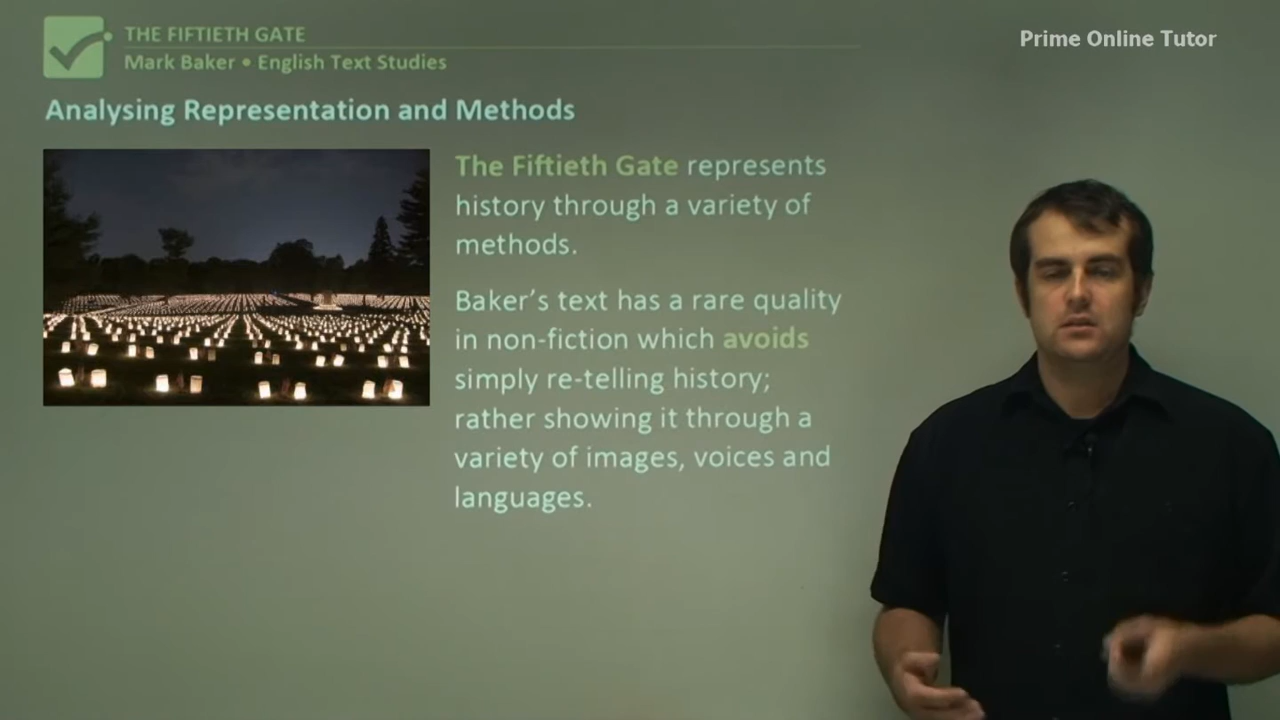 THE FIFTIETH GATE
Mark Baker • English Text Studies
Prime Online Tutor
Analysing Representation and Methods
The Fiftieth Gate represents
history through a variety of
methods.
Baker’s text has a rare quality
in non-fiction which avoids
simply re-telling history;
rather showing it through a
variety of images, voices and
languages.